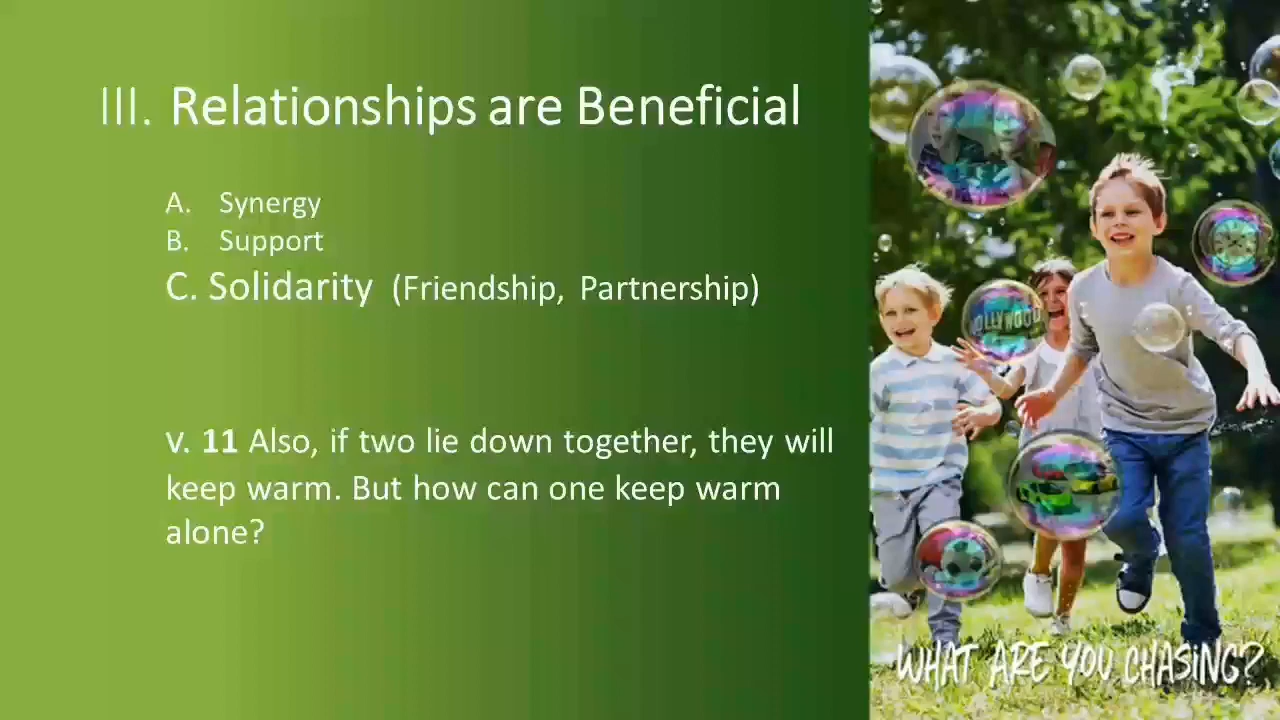 III. Relationships are Beneficial
A. Synergy
B. Support
C. Solidarity (Friendship, Partnership)
v. 11 Also, if two lie down together, they will
keep warm. But how can one keep warm
alone?
HOLLYWOOD
WHAT ARE YOU CHASING?